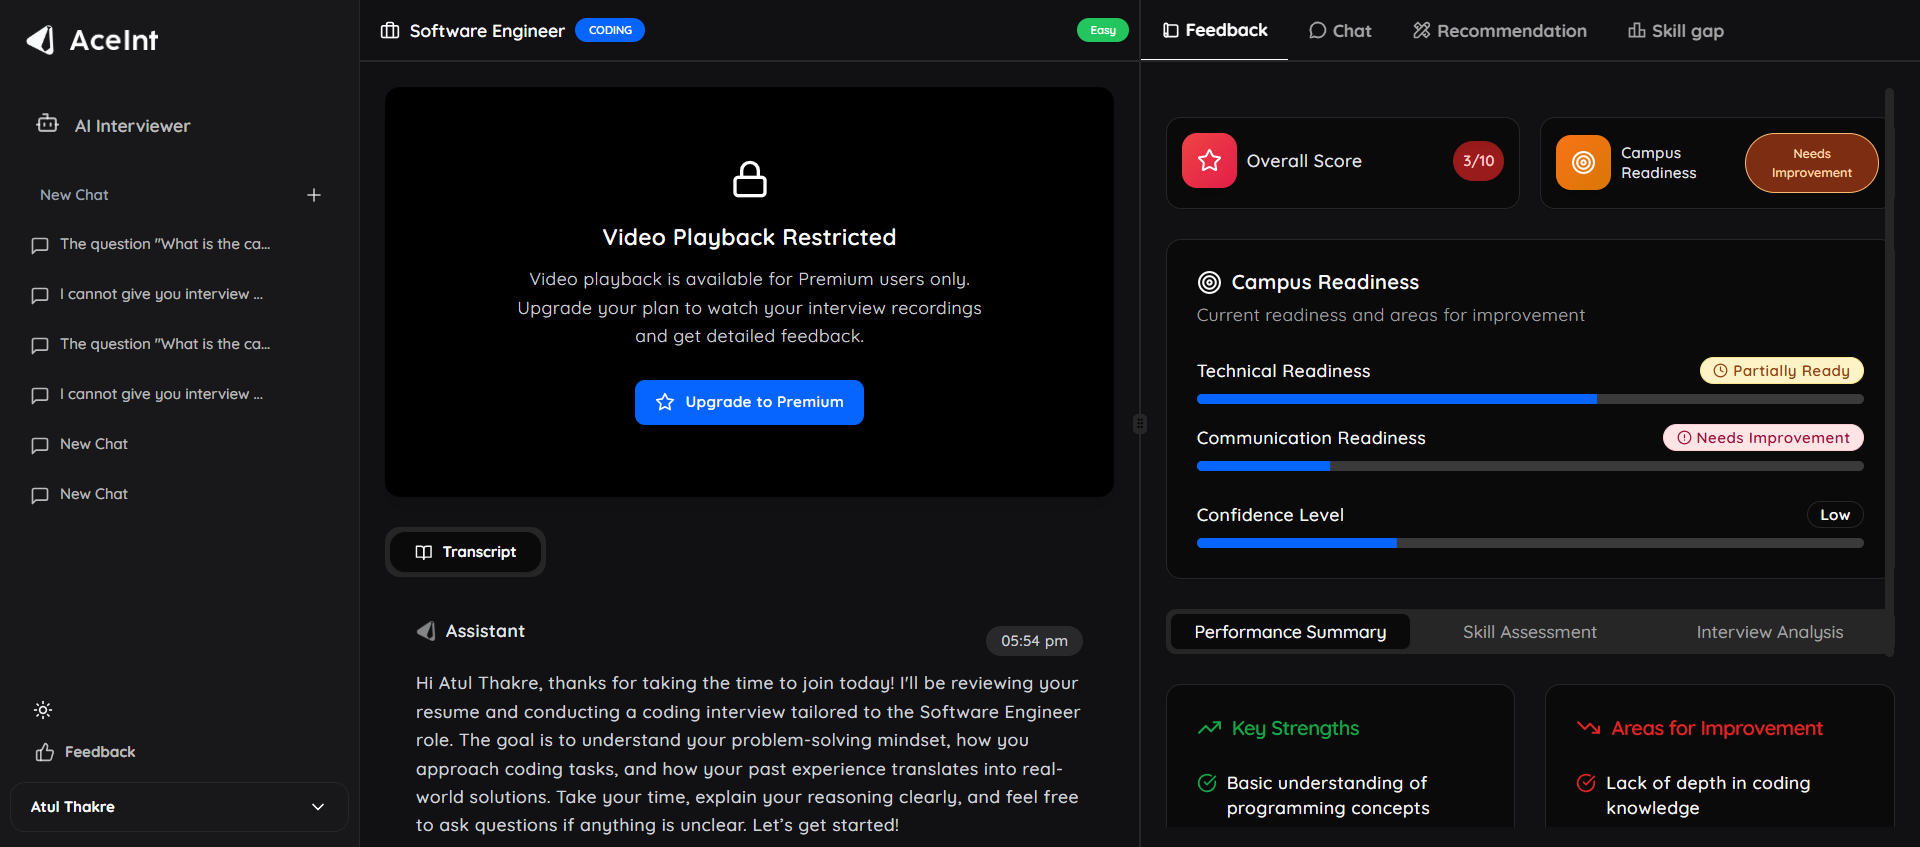 AceInt
AI Interviewer
New Chat
The question "What is the ca...
I cannot give you interview ...
The question "What is the ca...
I cannot give you interview ...
New Chat
New Chat
Feedback
Atul Thakre
Software Engineer
CODING
Easy
Video Playback Restricted
Video playback is available for Premium users only.
Upgrade your plan to watch your interview recordings
and get detailed feedback.
Upgrade to Premium
Transcript
Assistant
05:54 pm
Hi Atul Thakre, thanks for taking the time to join today! I'll be reviewing your
resume and conducting a coding interview tailored to the Software Engineer
role. The goal is to understand your problem-solving mindset, how you
approach coding tasks, and how your past experience translates into real-
world solutions. Take your time, explain your reasoning clearly, and feel free
to ask questions if anything is unclear. Let’s get started!
Feedback
Chat
Recommendation
Skill gap
Overall Score
3/10
Campus
Readiness
Needs
Improvement
Campus Readiness
Current readiness and areas for improvement
Technical Readiness
Partially Ready
Communication Readiness
Needs Improvement
Confidence Level
Low
Performance Summary
Skill Assessment
Interview Analysis
Key Strengths
Basic understanding of
programming concepts
Areas for Improvement
Lack of depth in coding
knowledge